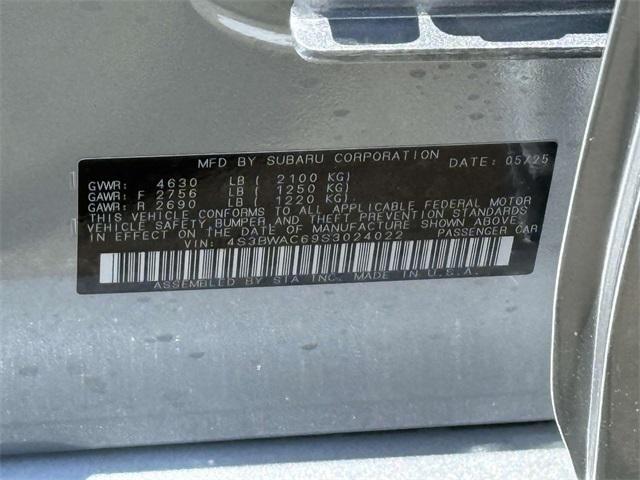 MFD BY SUBARU CORPORATION DATE: 05/25
GVWR: 4630 LB ( 2100 KG)
GAWR: F 2756 LB ( 1250 KG)
GAWR: R 2690 LB ( 1220 KG)
THIS VEHICLE CONFORMS TO ALL APPLICABLE FEDERAL MOTOR
VEHICLE SAFETY, BUMPER AND THEFT PREVENTION STANDARDS
IN EFFECT ON THE DATE OF MANUFACTURE SHOWN ABOVE.
VIN: 4S3BWAC69S3024022 PASSENGER CAR
ASSEMBLED BY SIA INC. MADE IN U.S.A.